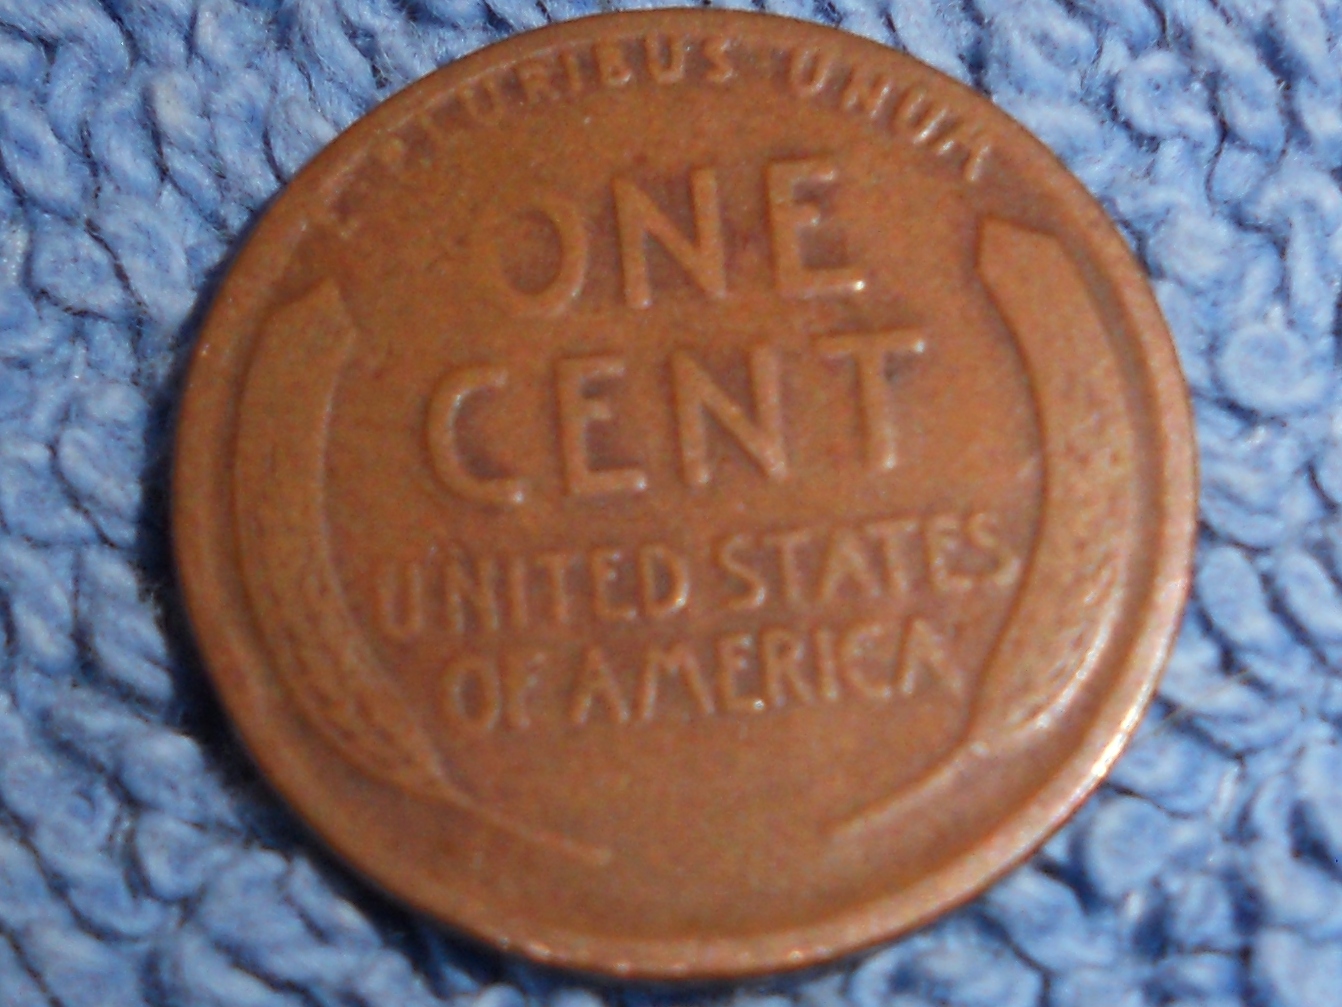 E PLURIBUS UNUM
ONE
CENT
UNITED STATES
OF AMERICA